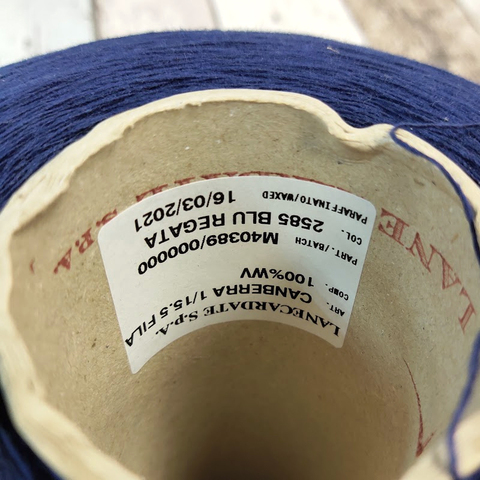 LANECARDATE S.P.A.
ART. CANBERRA 1/15.5 FILA
COMP. 100%WV
PART./BATCH M40389/000000
COL. 2585 BLU REGATA
PARAFFINATO/WAXED 16/03/2021
LANE
S.P.A.